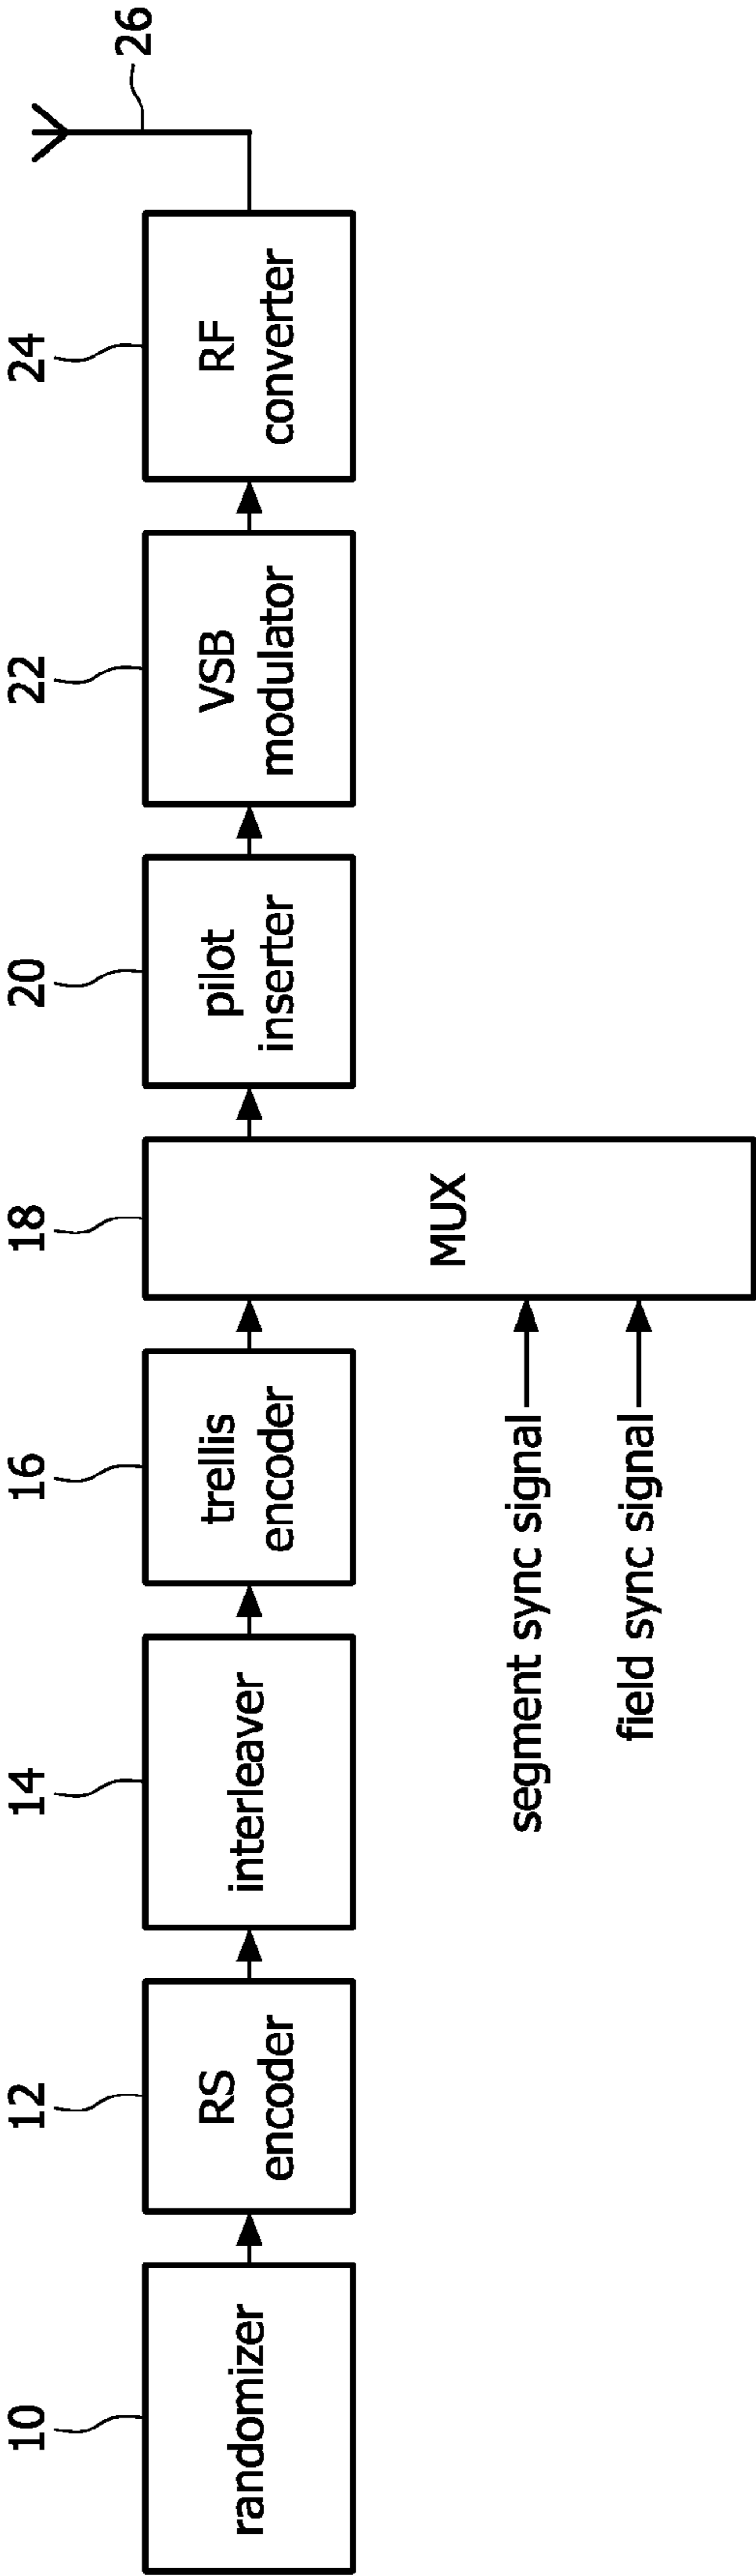 10
12
14
16
18
20
22
24
26
randomizer
RS
encoder
interleaver
trellis
encoder
MUX
pilot
inserter
VSB
modulator
RF
converter
segment sync signal
field sync signal